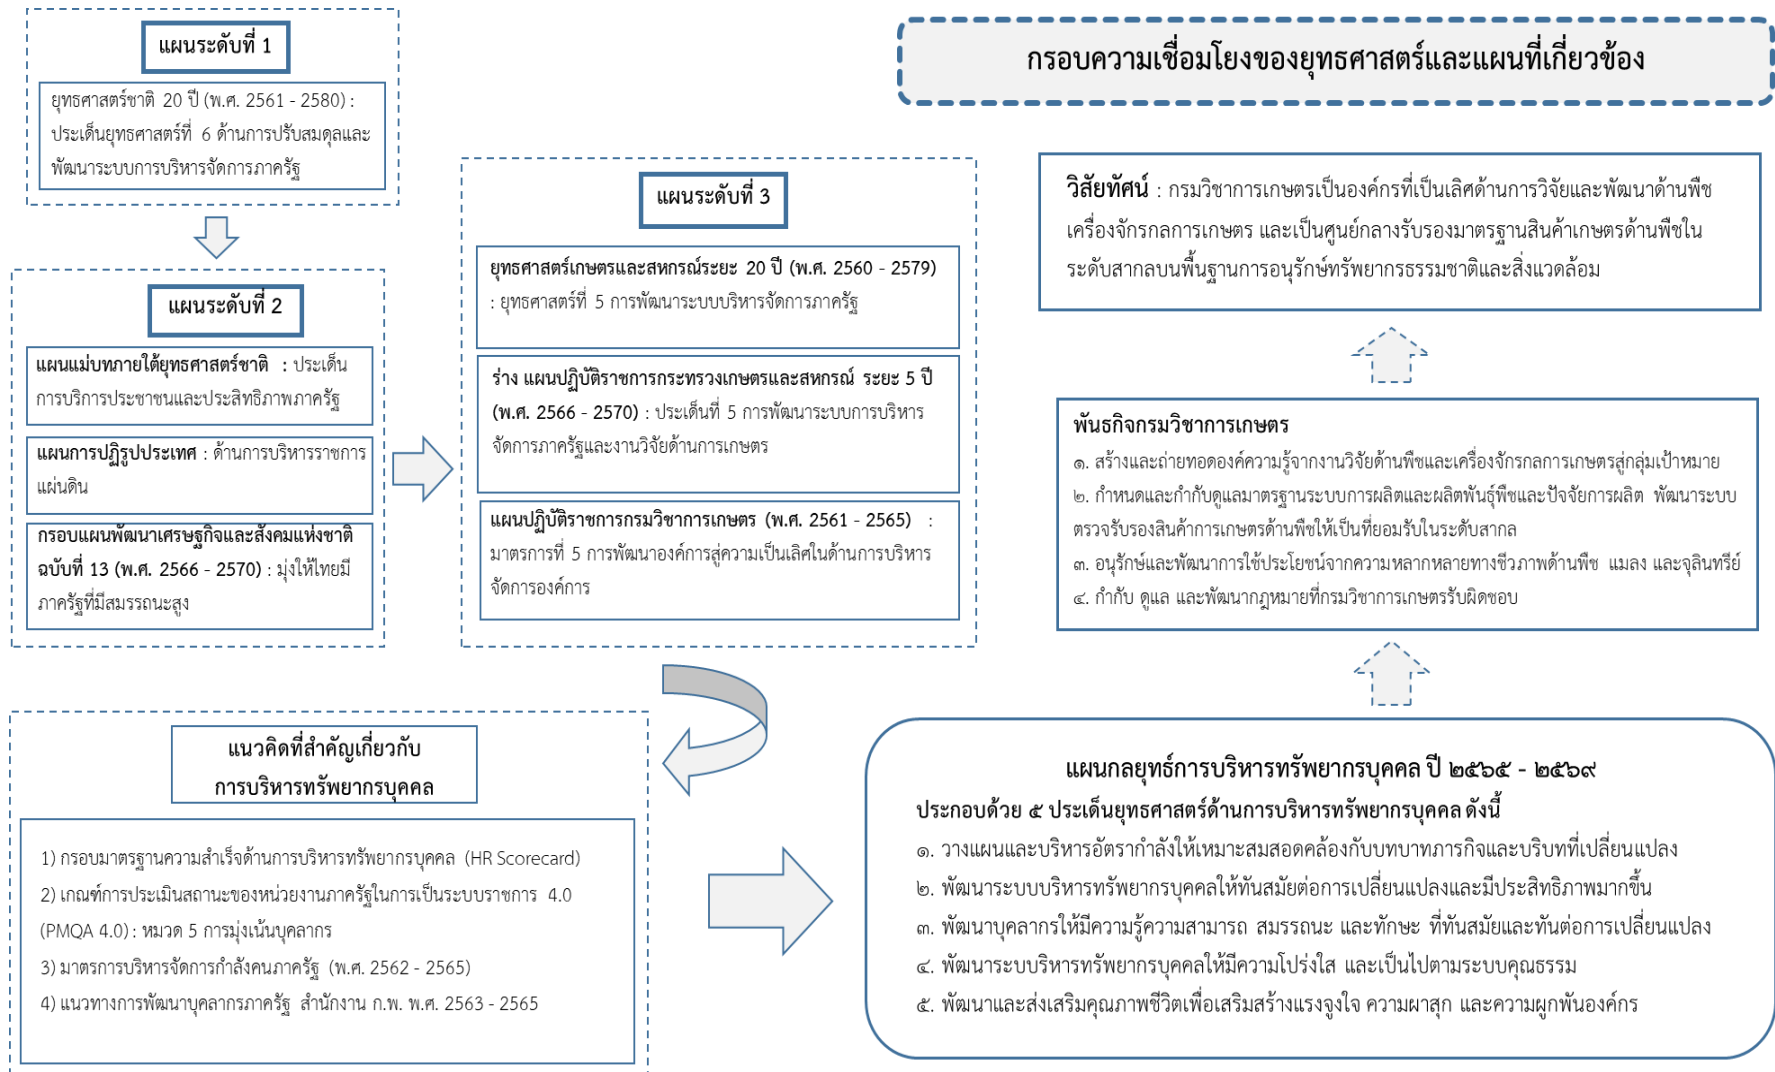 แผนระดับที่ 1
ยุทธศาสตร์ชาติ 20 ปี (พ.ศ. 2561 - 2580) :
ประเด็นยุทธศาสตร์ที่ 6 ด้านการปรับสมดุลและ
พัฒนาระบบการบริหารจัดการภาครัฐ
แผนระดับที่ 2
แผนแม่บทภายใต้ยุทธศาสตร์ชาติ : ประเด็น
การบริการประชาชนและประสิทธิภาพภาครัฐ
แผนการปฏิรูปประเทศ : ด้านการบริหารราชการ
แผ่นดิน
กรอบแผนพัฒนาเศรษฐกิจและสังคมแห่งชาติ
ฉบับที่ 13 (พ.ศ. 2566 - 2570) : มุ่งให้ไทยมี
ภาครัฐที่มีสมรรถนะสูง
แผนระดับที่ 3
ยุทธศาสตร์เกษตรและสหกรณ์ระยะ 20 ปี (พ.ศ. 2560 - 2579)
: ยุทธศาสตร์ที่ 5 การพัฒนาระบบบริหารจัดการภาครัฐ
ร่าง แผนปฏิบัติราชการกระทรวงเกษตรและสหกรณ์ ระยะ 5 ปี
(พ.ศ. 2566 - 2570) : ประเด็นที่ 5 การพัฒนาระบบการบริหาร
จัดการภาครัฐและงานวิจัยด้านการเกษตร
แผนปฏิบัติราชการกรมวิชาการเกษตร (พ.ศ. 2561 - 2565) :
มาตรการที่ 5 การพัฒนาองค์การสู่ความเป็นเลิศในด้านการบริหาร
จัดการองค์การ
แนวคิดที่สำคัญเกี่ยวกับ
การบริหารทรัพยากรบุคคล
1) กรอบมาตรฐานความสำเร็จด้านการบริหารทรัพยากรบุคคล (HR Scorecard)
2) เกณฑ์การประเมินสถานะของหน่วยงานภาครัฐในการเป็นระบบราชการ 4.0
(PMQA 4.0) : หมวด 5 การมุ่งเน้นบุคลากร
3) มาตรการบริหารจัดการกำลังคนภาครัฐ (พ.ศ. 2562 - 2565)
4) แนวทางการพัฒนาบุคลากรภาครัฐ สำนักงาน ก.พ. พ.ศ. 2563 - 2565
กรอบความเชื่อมโยงของยุทธศาสตร์และแผนที่เกี่ยวข้อง
วิสัยทัศน์ : กรมวิชาการเกษตรเป็นองค์กรที่เป็นเลิศด้านการวิจัยและพัฒนาด้านพืช
เครื่องจักรกลการเกษตร และเป็นศูนย์กลางรับรองมาตรฐานสินค้าเกษตรด้านพืชใน
ระดับสากลบนพื้นฐานการอนุรักษ์ทรัพยากรธรรมชาติและสิ่งแวดล้อม
พันธกิจกรมวิชาการเกษตร
๑. สร้างและถ่ายทอดองค์ความรู้จากงานวิจัยด้านพืชและเครื่องจักรกลการเกษตรสู่กลุ่มเป้าหมาย
๒. กำหนดและกำกับดูแลมาตรฐานระบบการผลิตและผลิตพันธุ์พืชและปัจจัยการผลิต พัฒนาระบบ
ตรวจรับรองสินค้าการเกษตรด้านพืชให้เป็นที่ยอมรับในระดับสากล
๓. อนุรักษ์และพัฒนาการใช้ประโยชน์จากความหลากหลายทางชีวภาพด้านพืช แมลง และจุลินทรีย์
๔. กำกับ ดูแล และพัฒนากฎหมายที่กรมวิชาการเกษตรรับผิดชอบ
แผนกลยุทธ์การบริหารทรัพยากรบุคคล ปี ๒๕๖๕ - ๒๕๖๙
ประกอบด้วย ๕ ประเด็นยุทธศาสตร์ด้านการบริหารทรัพยากรบุคคล ดังนี้
๑. วางแผนและบริหารอัตรากำลังให้เหมาะสมสอดคล้องกับบทบาทภารกิจและบริบทที่เปลี่ยนแปลง
๒. พัฒนาระบบบริหารทรัพยากรบุคคลให้ทันสมัยต่อการเปลี่ยนแปลงและมีประสิทธิภาพมากขึ้น
๓. พัฒนาบุคลากรให้มีความรู้ความสามารถ สมรรถนะ และทักษะ ที่ทันสมัยและทันต่อการเปลี่ยนแปลง
๔. พัฒนาระบบบริหารทรัพยากรบุคคลให้มีความโปร่งใส และเป็นไปตามระบบคุณธรรม
๕. พัฒนาและส่งเสริมคุณภาพชีวิตเพื่อเสริมสร้างแรงจูงใจ ความผาสุก และความผูกพันองค์กร